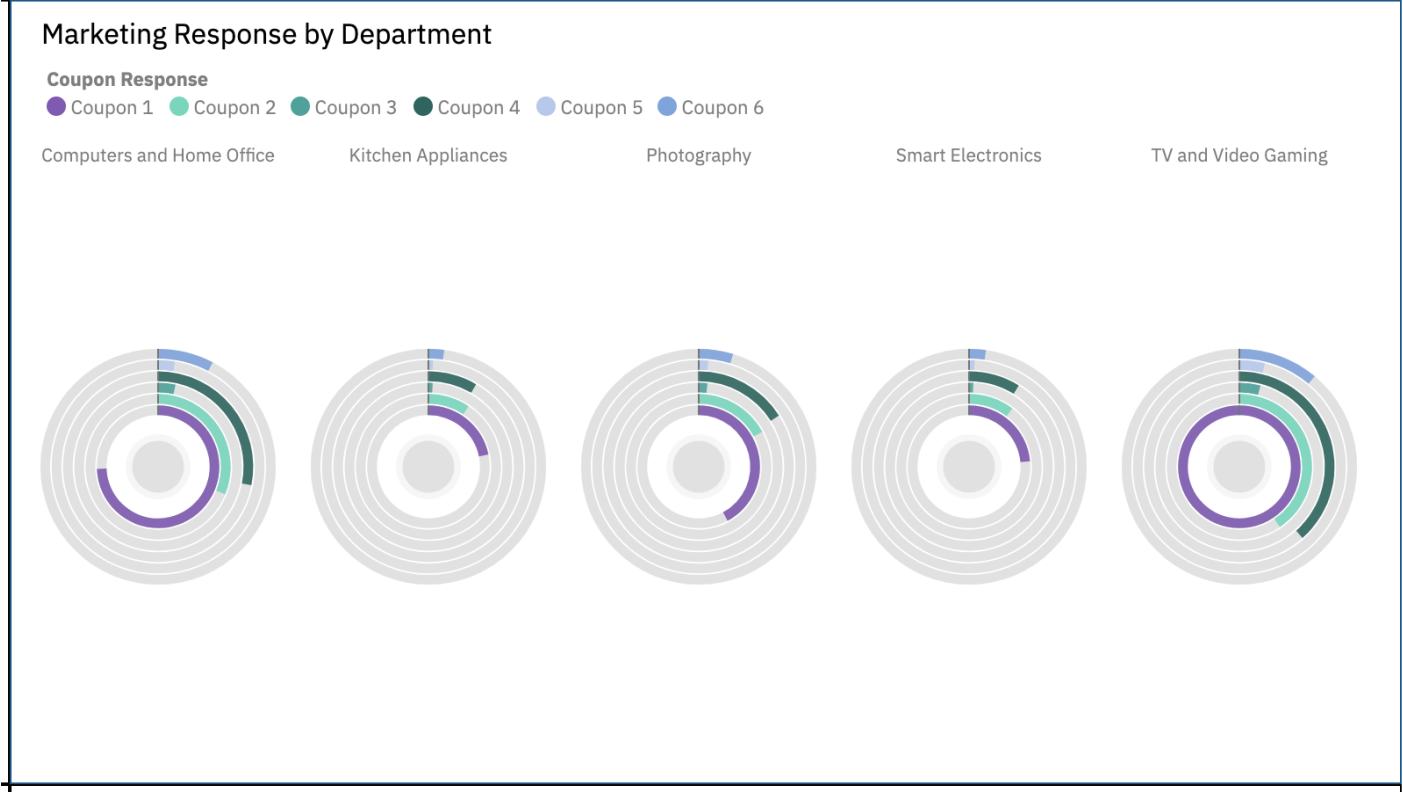 Marketing Response by Department
Coupon Response
Coupon 1 Coupon 2 Coupon 3 Coupon 4 Coupon 5 Coupon 6
Computers and Home Office Kitchen Appliances Photography Smart Electronics TV and Video Gaming